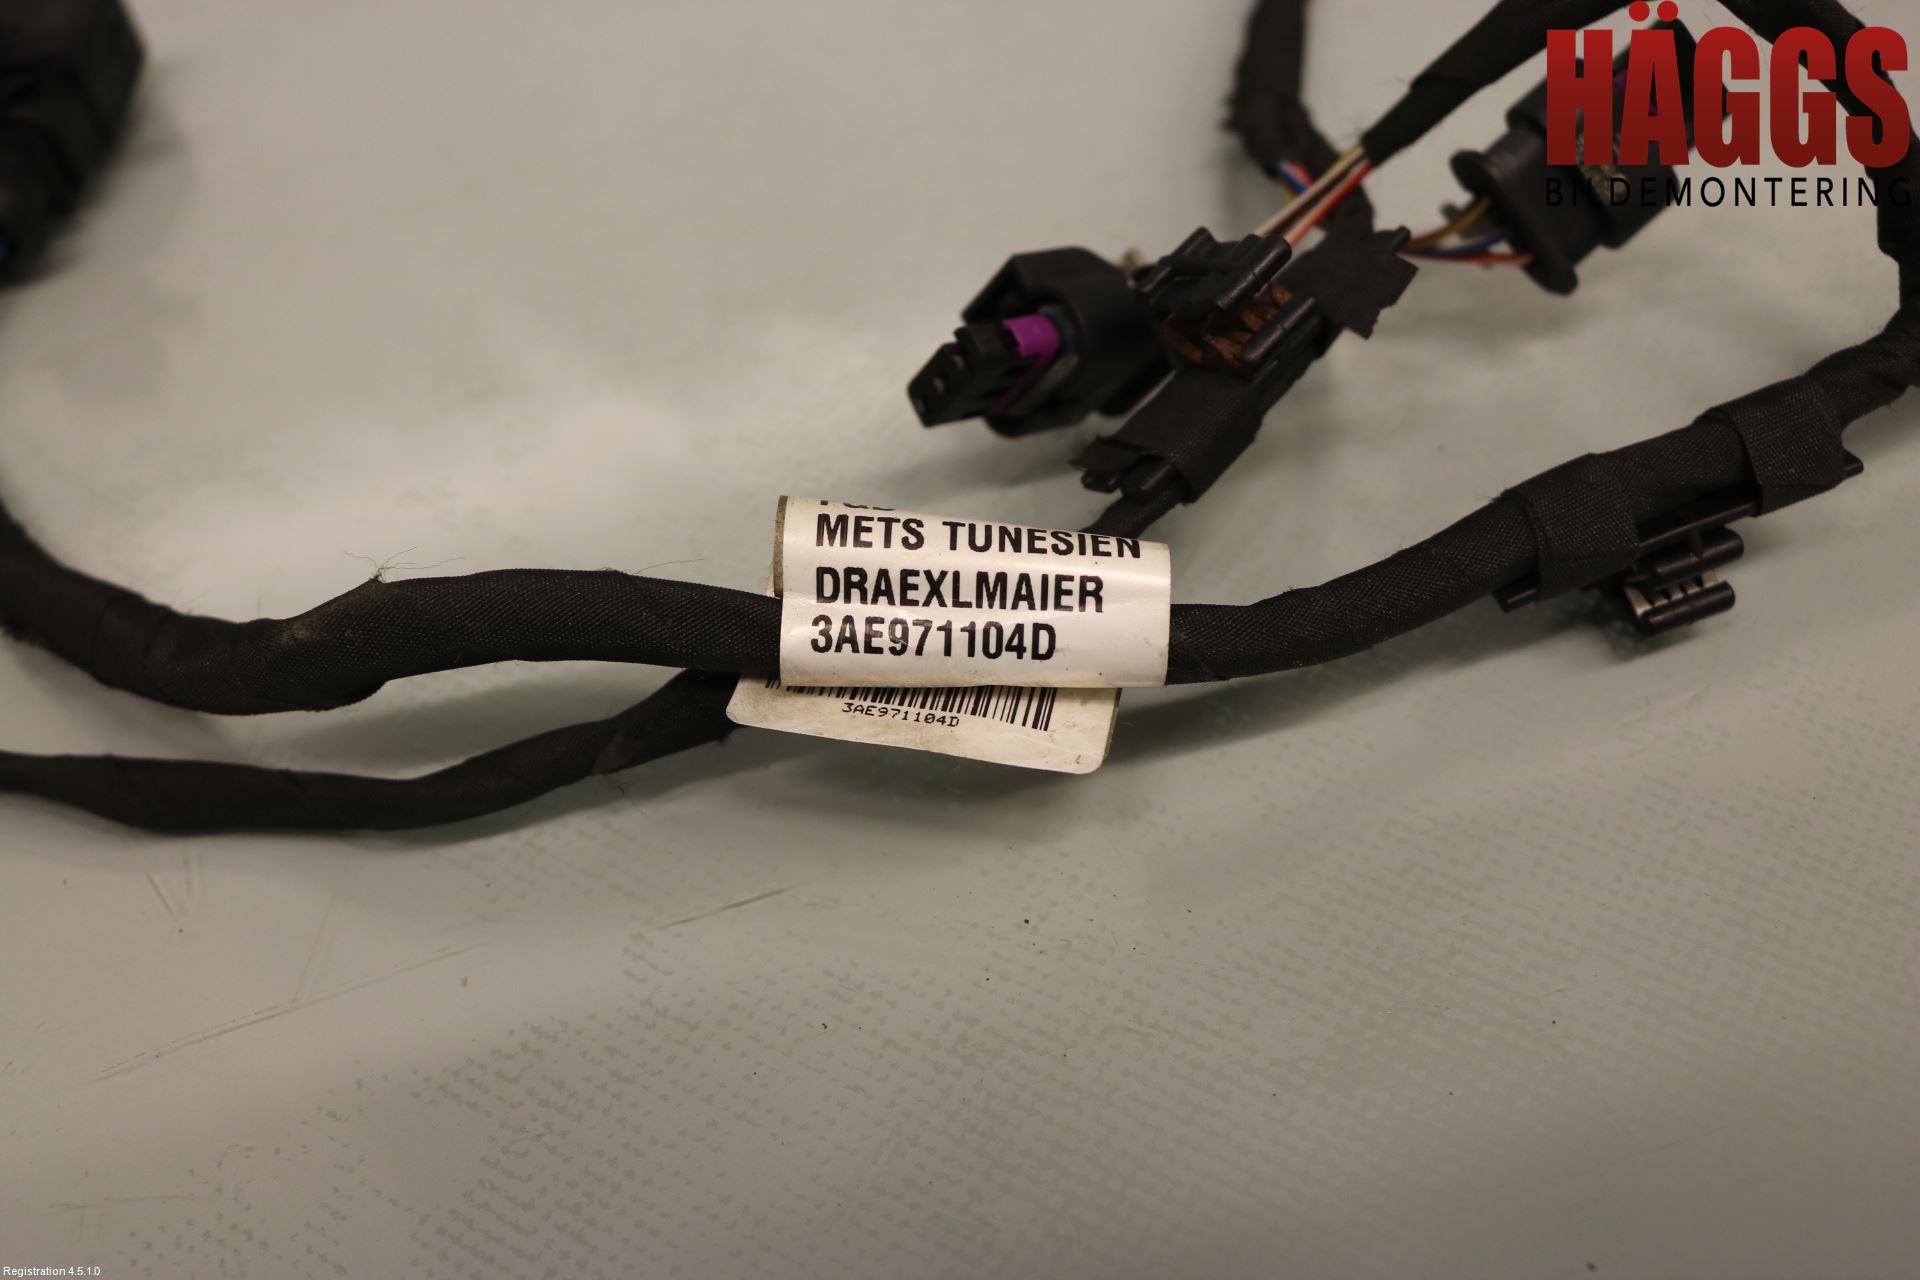 HÄGGS
BILDEMONTERING
METS TUNESIEN
DRAEXLMAIER
3AE971104D
3AE971104D
L
Registration 4.5.1.0